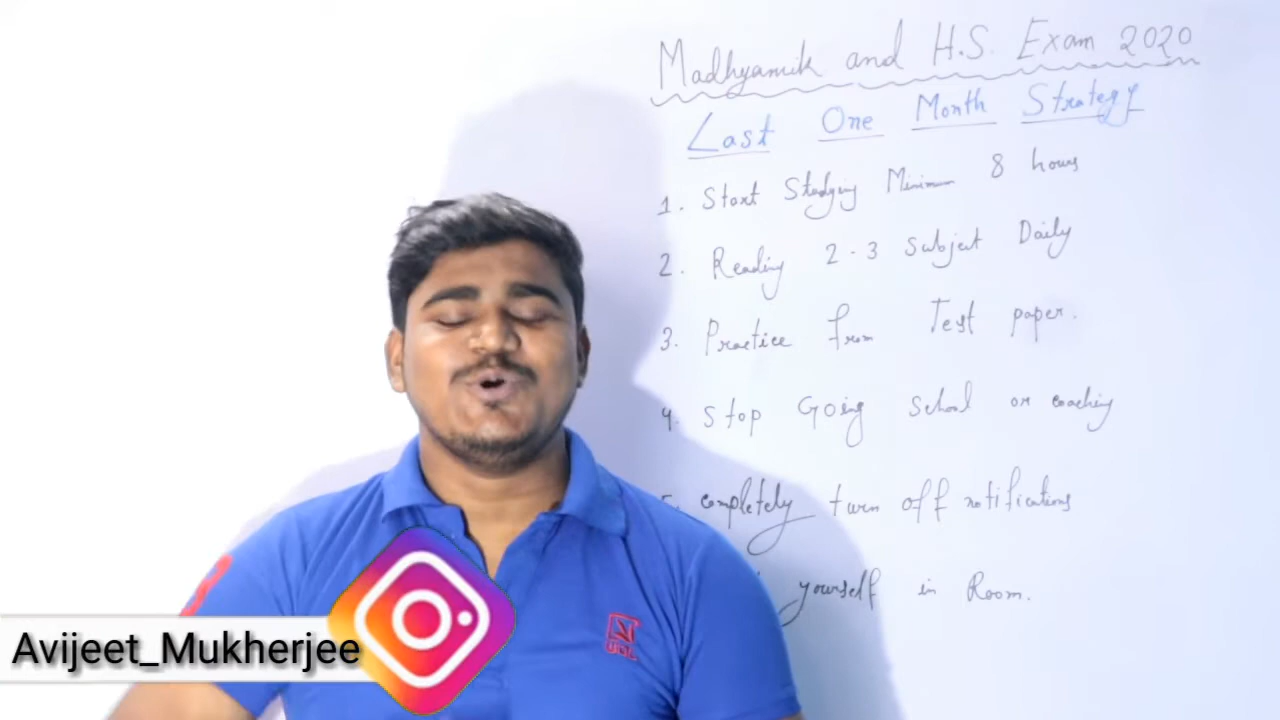 Madhyamik and H.S. Exam 2020
Last One Month Strategy
1. Start Studying Minimum 8 hours
2. Reading 2-3 Subject Daily
3. Practice from Test paper.
4. Stop Going School or coaching
5. completely turn off notifications
yourself in Room.
Avijeet_Mukherjee